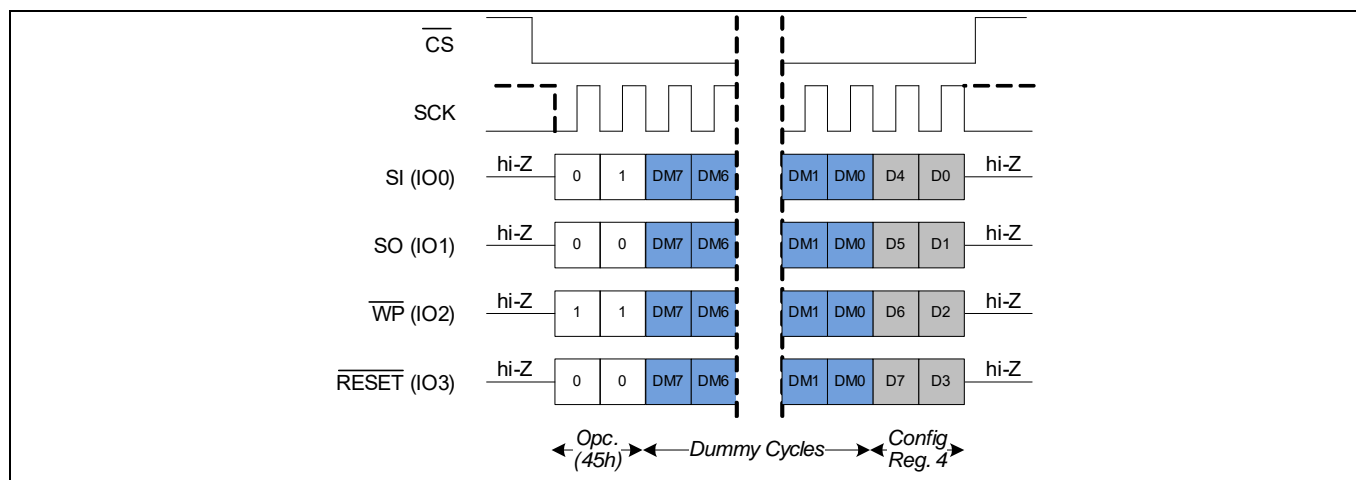 CS
SCK
SI (IO0) hi-Z 0 1 DM7 DM6 DM1 DM0 D4 D0 hi-Z
SO (IO1) hi-Z 0 0 DM7 DM6 DM1 DM0 D5 D1 hi-Z
WP (IO2) hi-Z 1 1 DM7 DM6 DM1 DM0 D6 D2 hi-Z
RESET (IO3) hi-Z 0 0 DM7 DM6 DM1 DM0 D7 D3 hi-Z
Opc.
(45h)
Dummy Cycles
Config
Reg. 4